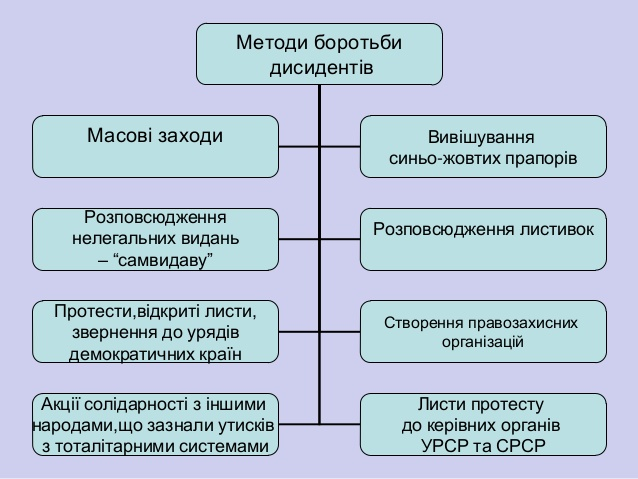 Методи боротьби
дисидентів
Масові заходи
Вивішування
синьо-жовтих прапорів
Розповсюдження
нелегальних видань
– “самвидаву”
Розповсюдження листивок
Протести,відкриті листи,
звернення до урядів
демократичних країн
Створення правозахисних
організацій
Акції солідарності з іншими
народами,що зазнали утисків
з тоталітарними системами
Листи протесту
до керівних органів
УРСР та СРСР